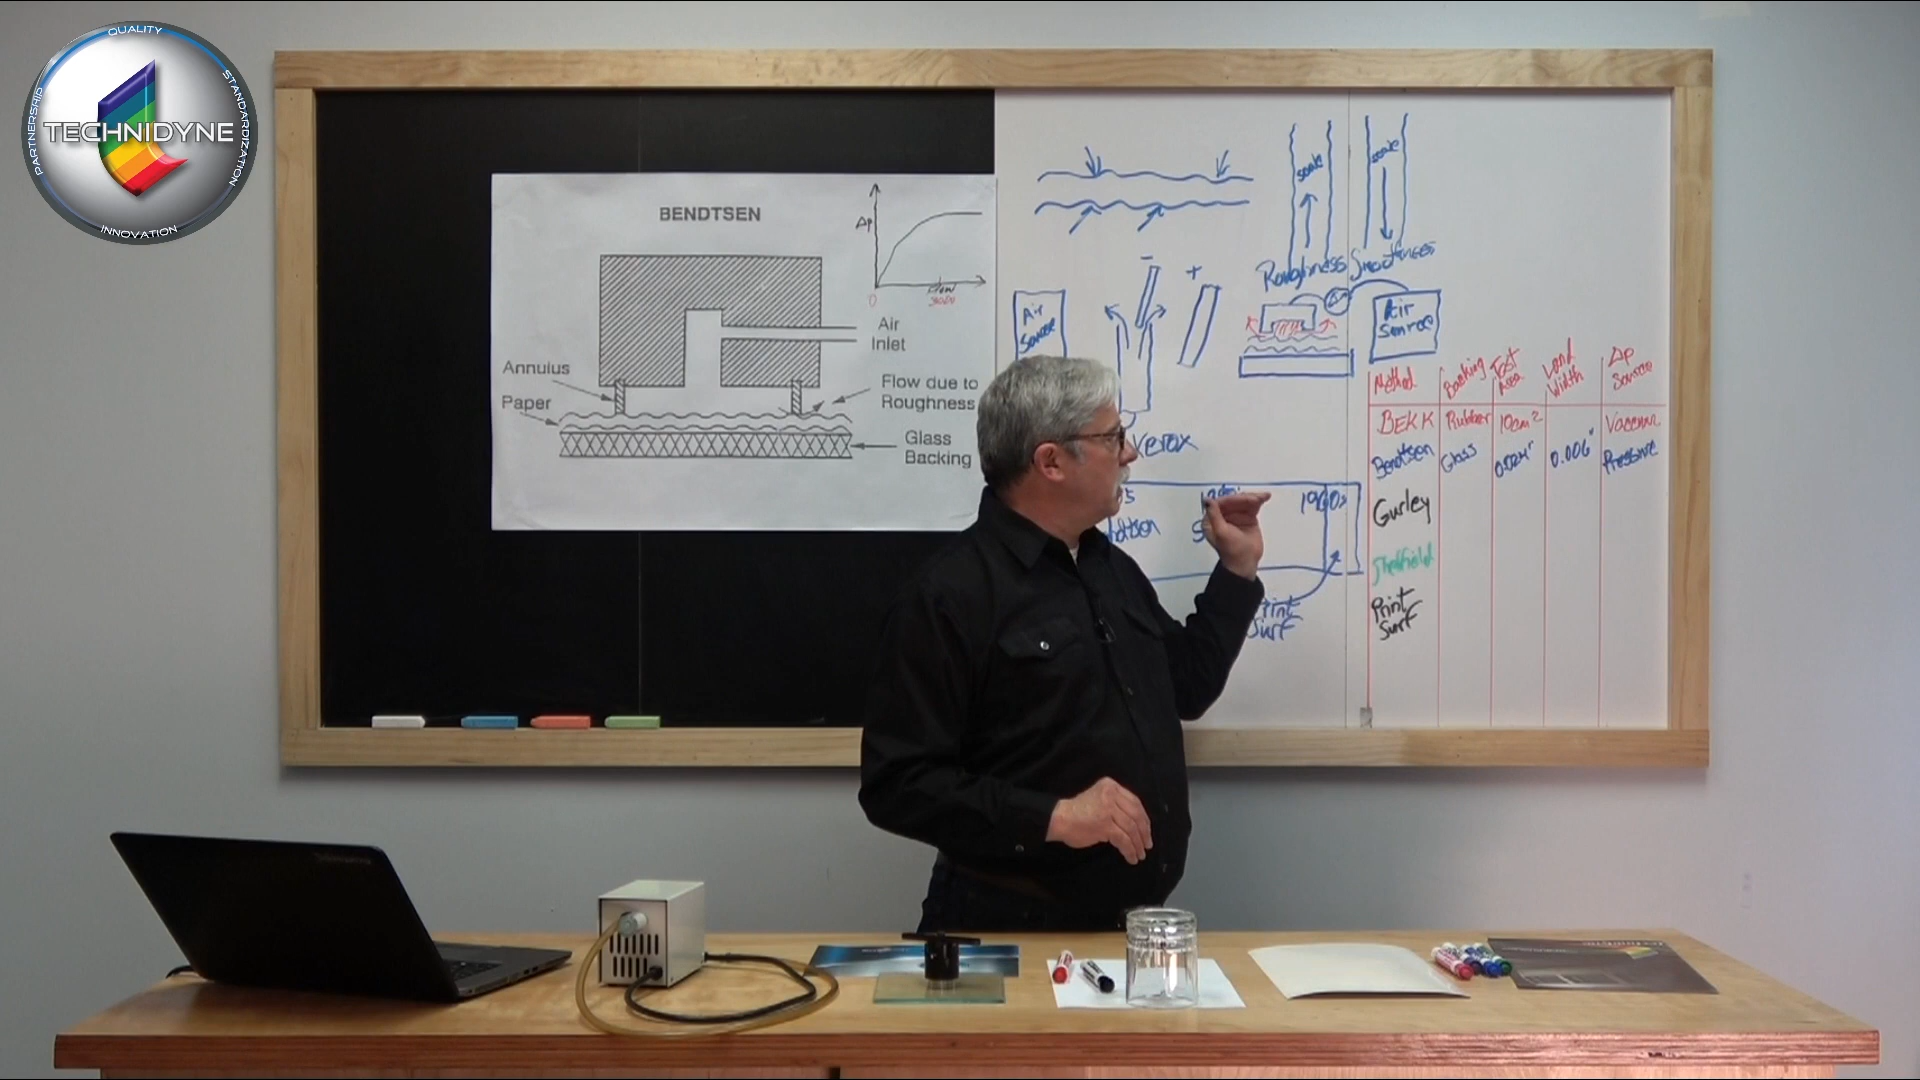 QUALITY
PARTNERSHIP
STANDARDIZATION
TECHNIDYNE
INNOVATION
BENDTSEN
Δp
Flow
0
Air
Inlet
Annulus
Paper
Flow due to
Roughness
Glass
Backing
scale
scale
Roughness
Smoothness
Δp
- +
Air
Source
Air
Source
Xerox
1960s
Print
Surf
Method
Backing
Test
Area
Land
Width
Δp
Source
BEKK
Rubber
10cm²
Vacuum
Bendtsen
Glass
0.024"
0.006"
Pressure
Gurley
Sheffield
Print
Surf